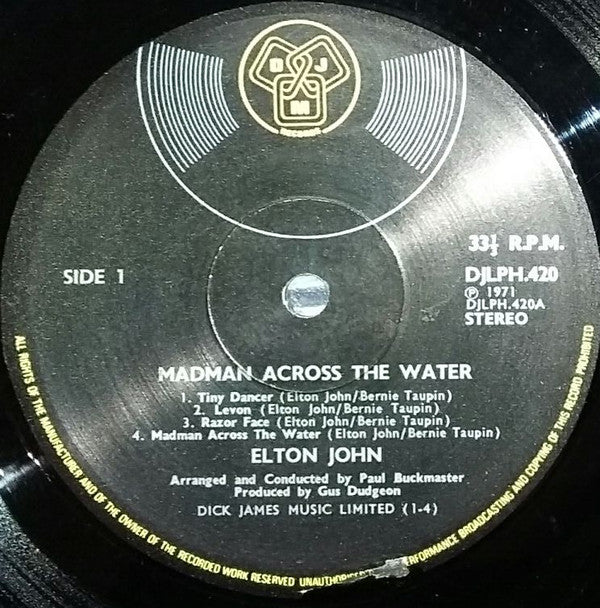 D J
M
RECORDS
33⅓ R.P.M.
SIDE 1
DJLPH.420
℗ 1971
DJLPH.420A
STEREO
MADMAN ACROSS THE WATER
1. Tiny Dancer (Elton John/Bernie Taupin)
2. Levon (Elton John/Bernie Taupin)
3. Razor Face (Elton John/Bernie Taupin)
4. Madman Across The Water (Elton John/Bernie Taupin)
ELTON JOHN
Arranged and Conducted by Paul Buckmaster
Produced by Gus Dudgeon
DICK JAMES MUSIC LIMITED (1-4)
ALL RIGHTS OF THE MANUFACTURER AND OF THE OWNER OF THE RECORDED WORK RESERVED PERFORMANCE BROADCASTING AND COPYING OF THIS RECORD PROHIBITED